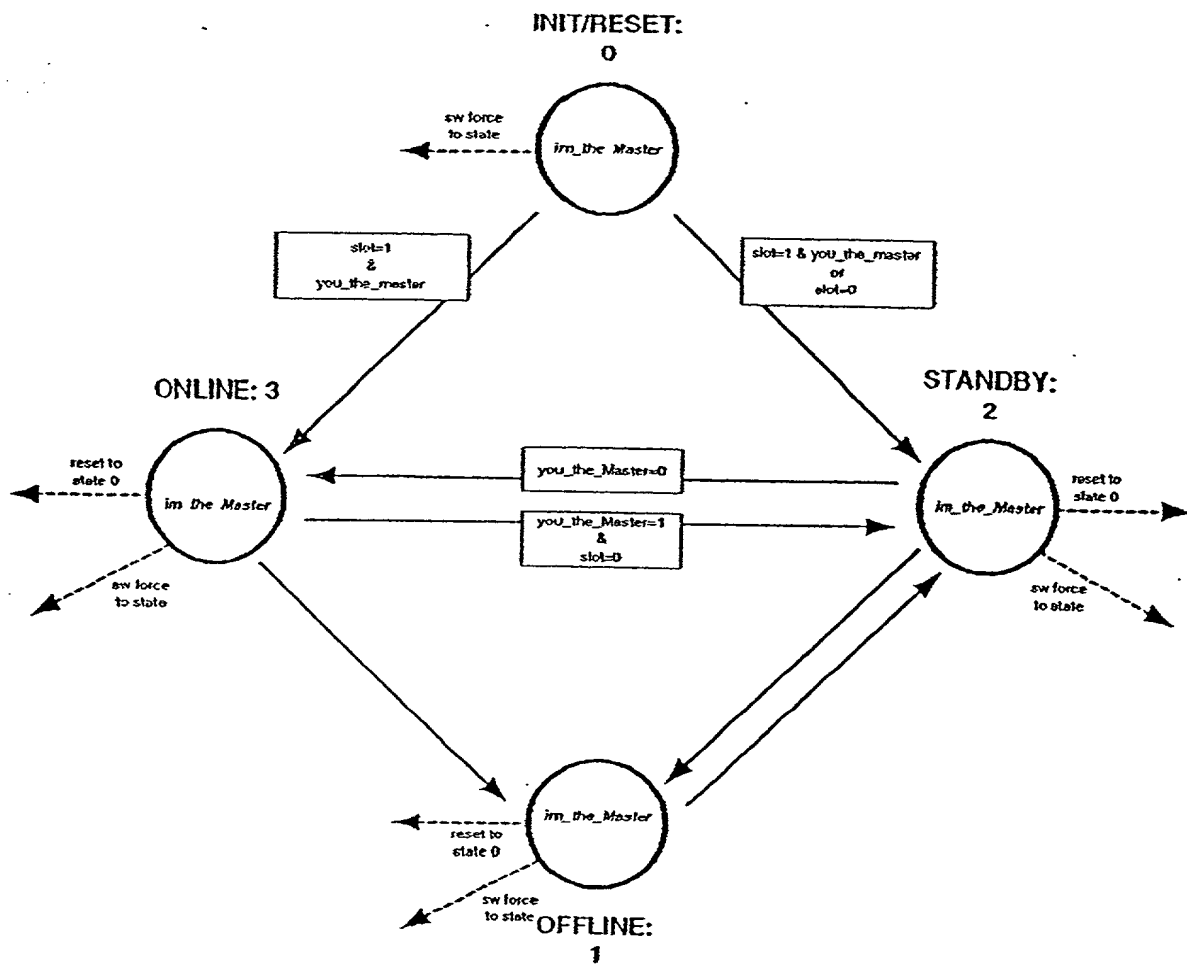 INIT/RESET:
0
sw force
to state
im_the Master
slot=1
&
you_the_master
slot=1 & you_the_master
or
slot=0
ONLINE: 3
STANDBY:
2
reset to
state 0
im the Master
sw force
to state
you_the_Master=0
you_the_Master=1
&
slot=0
im_the_Master
reset to
state 0
sw force
to state
im_the_Master
reset to
state 0
sw force
to state
OFFLINE:
1